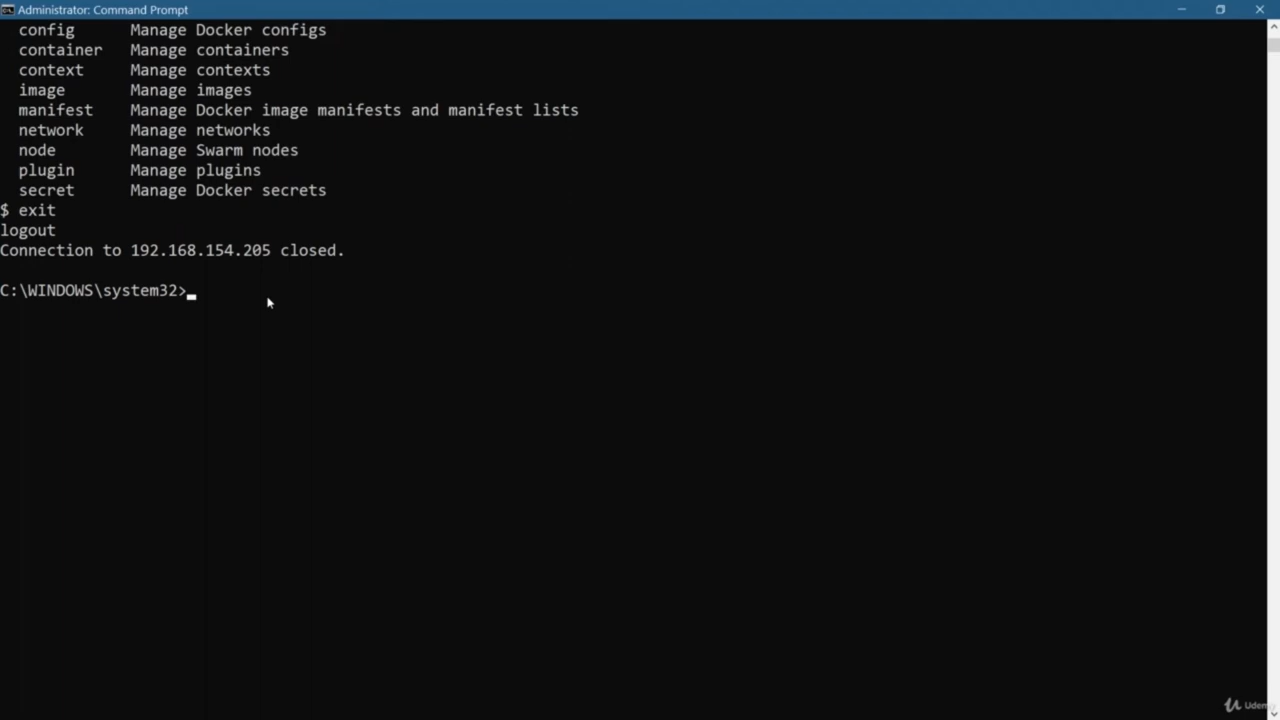 Administrator: Command Prompt
config Manage Docker configs
container Manage containers
context Manage contexts
image Manage images
manifest Manage Docker image manifests and manifest lists
network Manage networks
node Manage Swarm nodes
plugin Manage plugins
secret Manage Docker secrets
$ exit
logout
Connection to 192.168.154.205 closed.
C:\WINDOWS\system32>